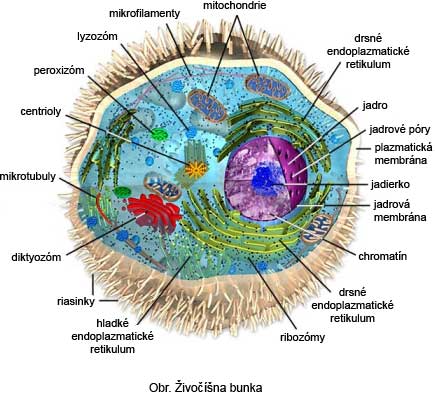 mitochondrie
mikrofilamenty
lyzozóm
peroxizóm
centrioly
mikrotubuly
diktyozóm
riasinky
hladké
endoplazmatické
retikulum
drsné
endoplazmatické
retikulum
jadro
jadrové póry
plazmatická
membrána
jadierko
jadrová
membrána
chromatín
drsné
endoplazmatické
retikulum
ribozómy
Obr. Živočíšna bunka